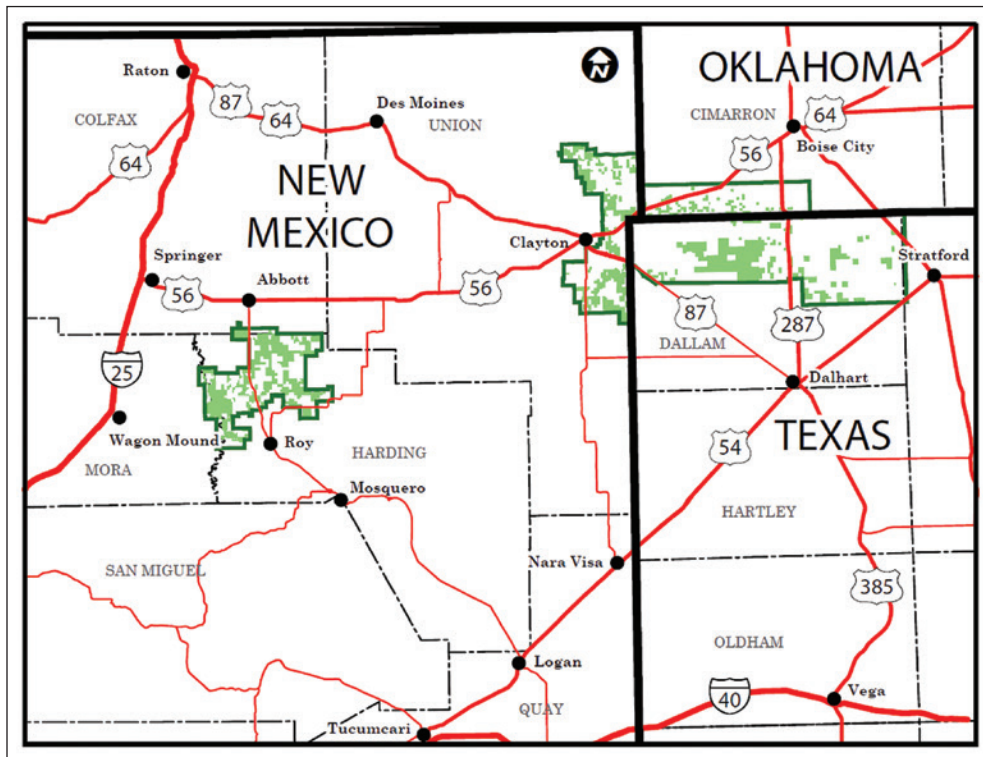 OKLAHOMA
Raton
N
87
Des Moines
64
COLFAX
UNION
CIMARRON
64
Boise City
64
56
NEW
MEXICO
Clayton
Springer
Abbott
56
56
Stratford
87
287
DALLAM
25
Dalhart
Wagon Mound
Roy
TEXAS
MORA
HARDING
54
Mosquero
HARTLEY
SAN MIGUEL
Nara Visa
385
OLDHAM
Logan
40
Vega
QUAY
Tucumcari